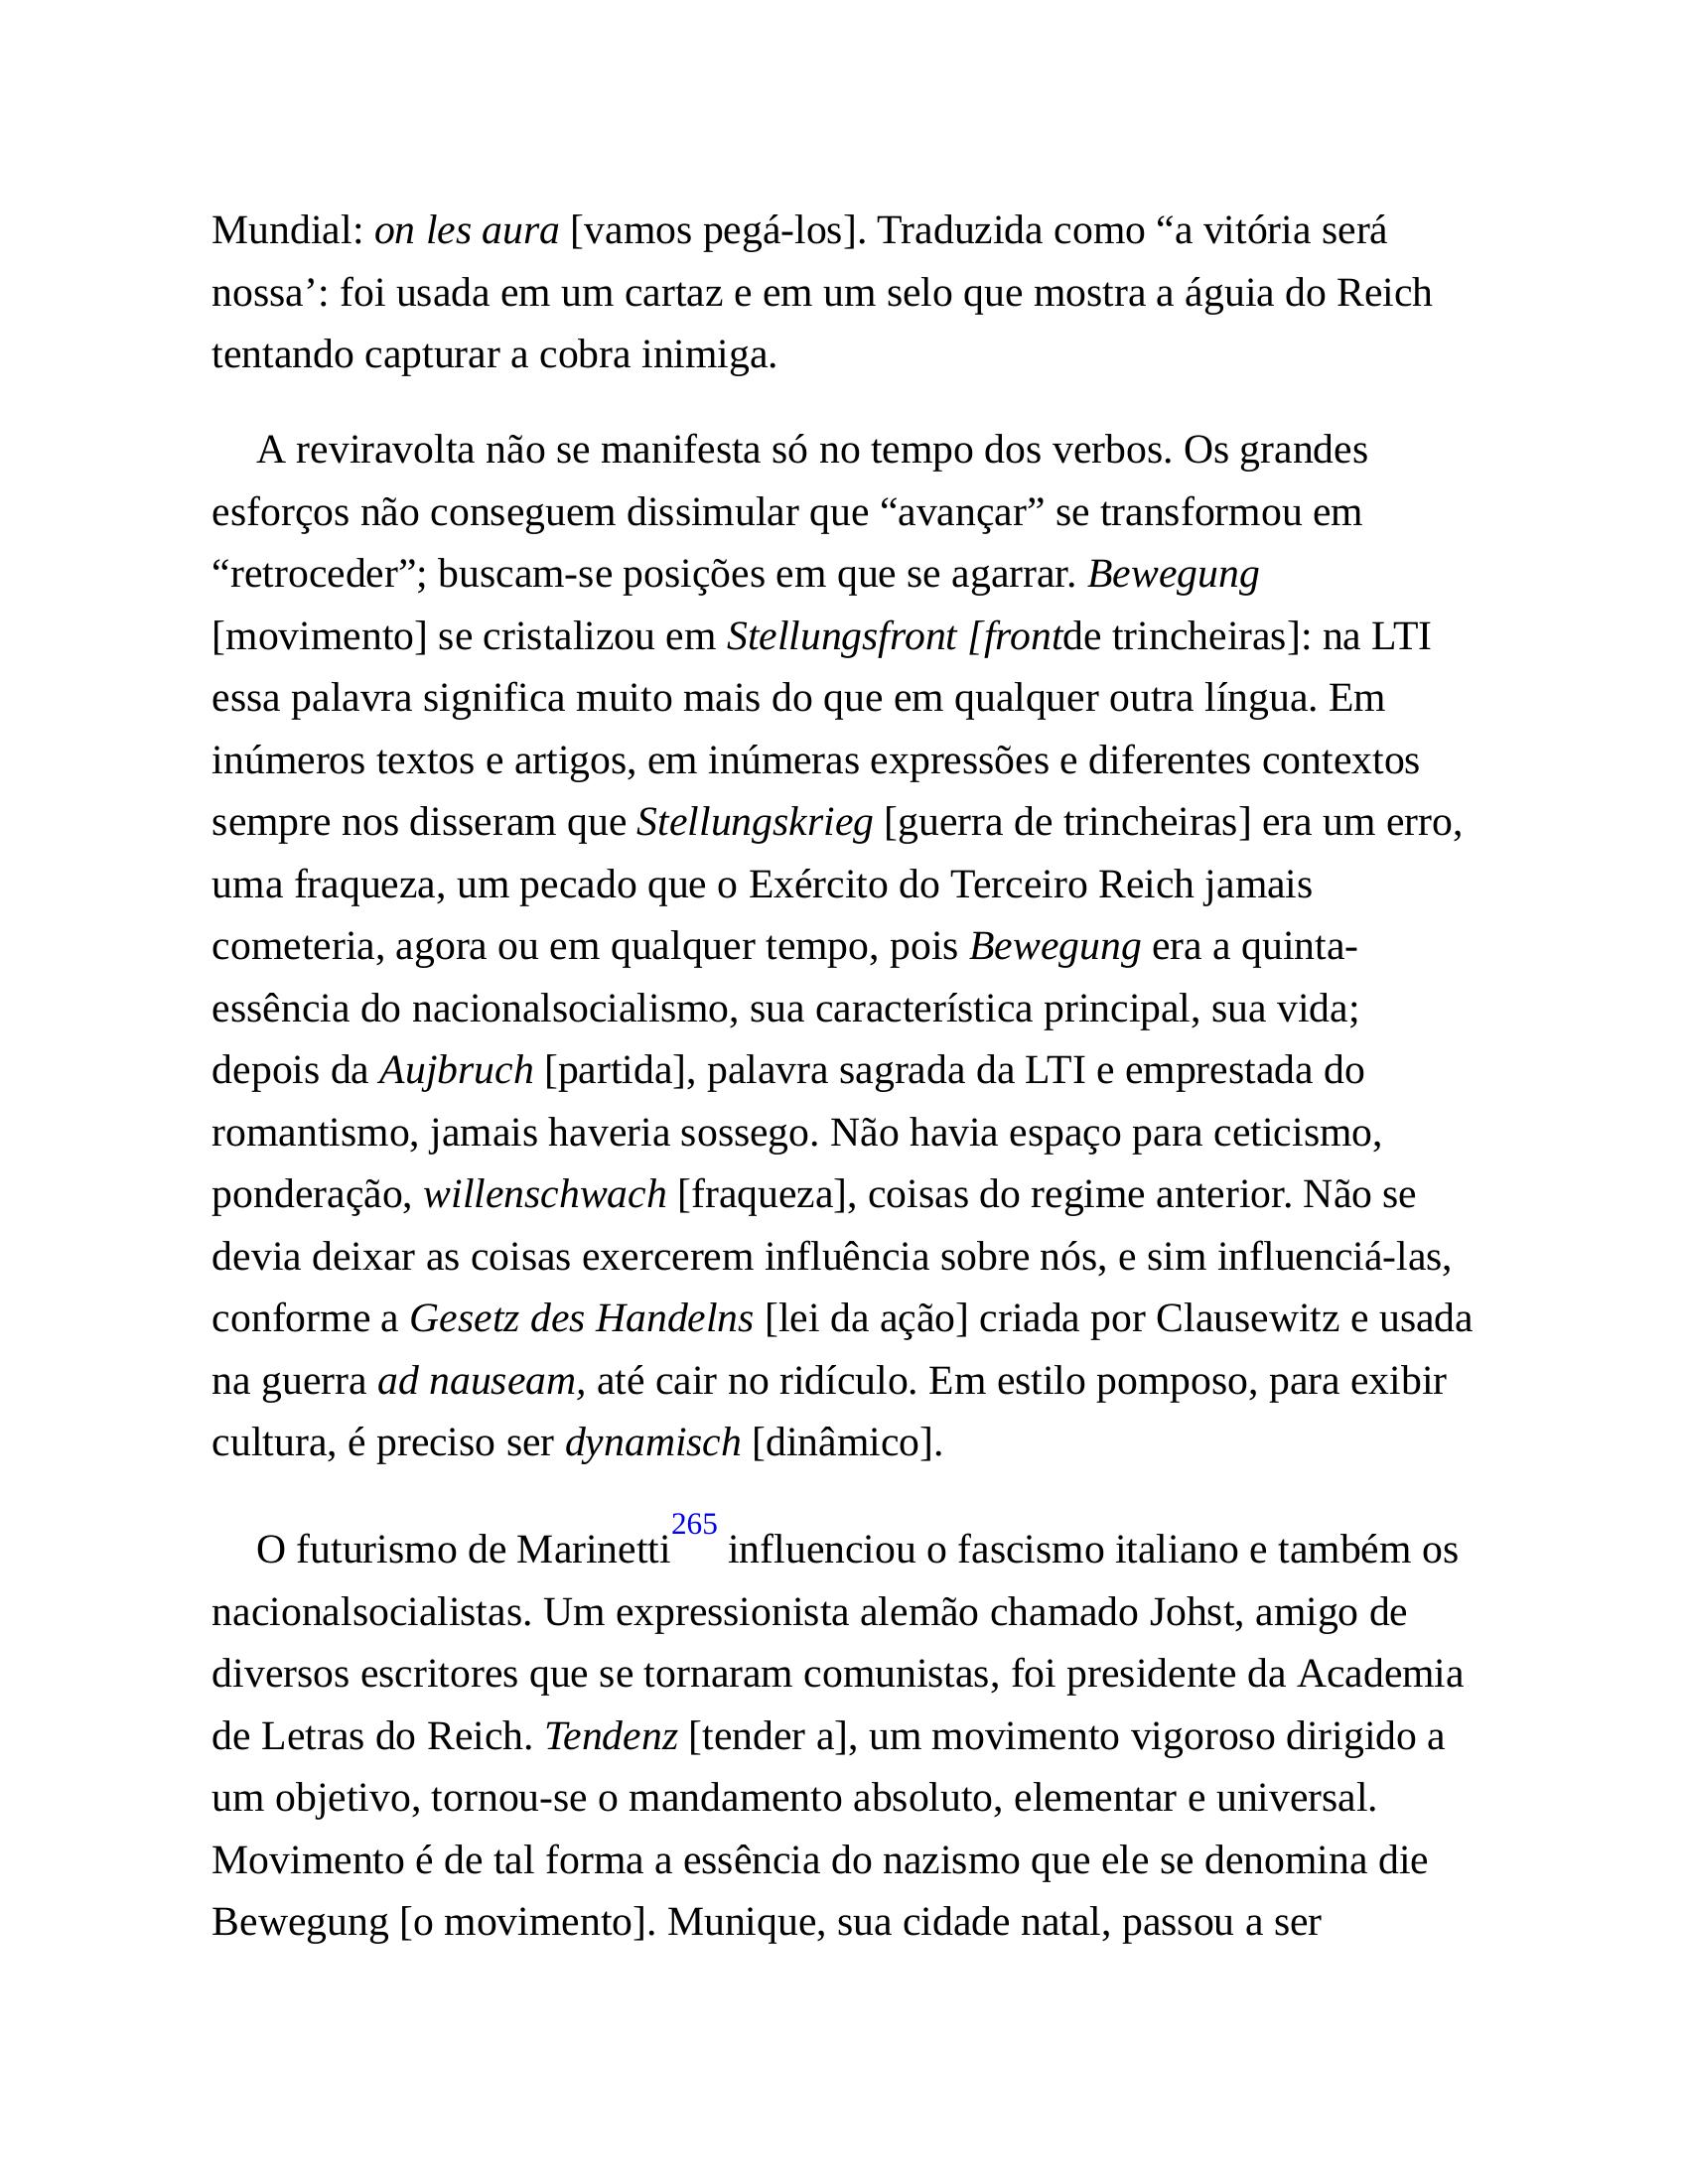 Mundial: on les aura [vamos pegá-los]. Traduzida como “a vitória será
nossa’: foi usada em um cartaz e em um selo que mostra a águia do Reich
tentando capturar a cobra inimiga.
A reviravolta não se manifesta só no tempo dos verbos. Os grandes
esforços não conseguem dissimular que “avançar” se transformou em
“retroceder”; buscam-se posições em que se agarrar. Bewegung
[movimento] se cristalizou em Stellungsfront [frontde trincheiras]: na LTI
essa palavra significa muito mais do que em qualquer outra língua. Em
inúmeros textos e artigos, em inúmeras expressões e diferentes contextos
sempre nos disseram que Stellungskrieg [guerra de trincheiras] era um erro,
uma fraqueza, um pecado que o Exército do Terceiro Reich jamais
cometeria, agora ou em qualquer tempo, pois Bewegung era a quinta-
essência do nacionalsocialismo, sua característica principal, sua vida;
depois da Aujbruch [partida], palavra sagrada da LTI e emprestada do
romantismo, jamais haveria sossego. Não havia espaço para ceticismo,
ponderação, willenschwach [fraqueza], coisas do regime anterior. Não se
devia deixar as coisas exercerem influência sobre nós, e sim influenciá-las,
conforme a Gesetz des Handelns [lei da ação] criada por Clausewitz e usada
na guerra ad nauseam, até cair no ridículo. Em estilo pomposo, para exibir
cultura, é preciso ser dynamisch [dinâmico].
O futurismo de Marinetti265 influenciou o fascismo italiano e também os
nacionalsocialistas. Um expressionista alemão chamado Johst, amigo de
diversos escritores que se tornaram comunistas, foi presidente da Academia
de Letras do Reich. Tendenz [tender a], um movimento vigoroso dirigido a
um objetivo, tornou-se o mandamento absoluto, elementar e universal.
Movimento é de tal forma a essência do nazismo que ele se denomina die
Bewegung [o movimento]. Munique, sua cidade natal, passou a ser